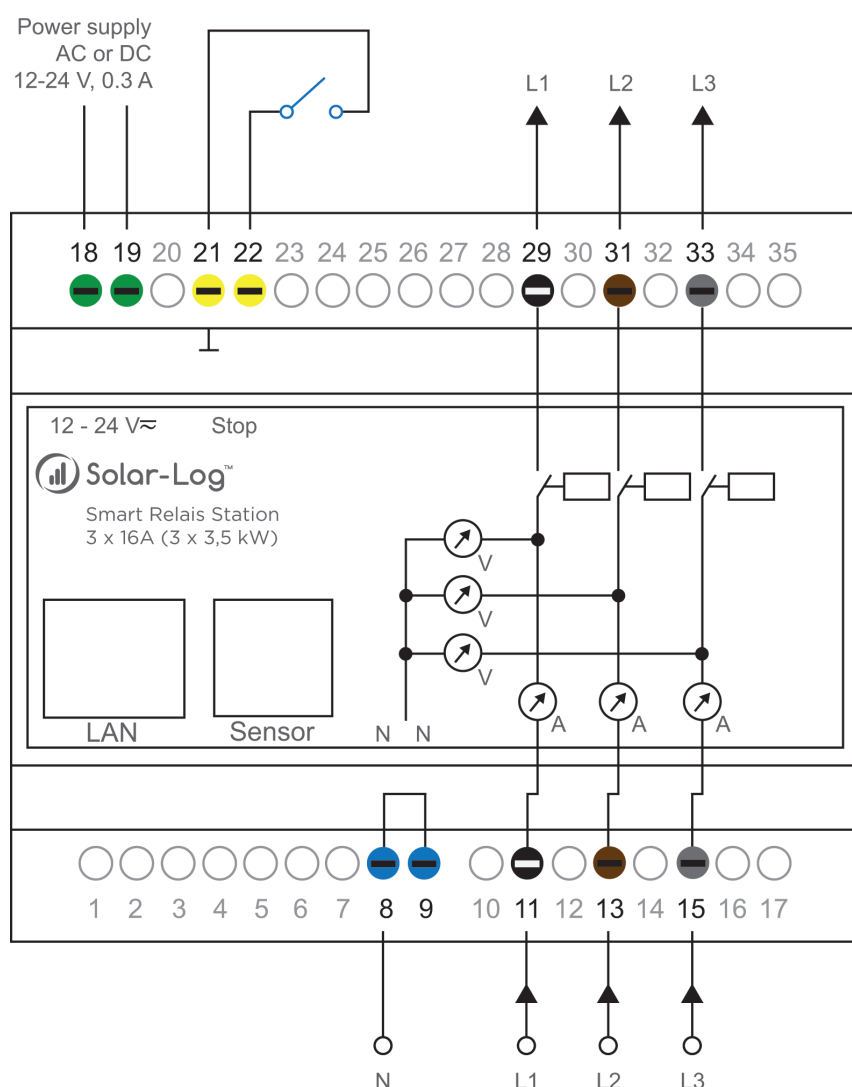 Power supply
AC or DC
12-24 V, 0.3 A
L1 L2 L3
18 19 20 21 22 23 24 25 26 27 28 29 30 31 32 33 34 35
12 - 24 V⎓ Stop
Solar-Log™
Smart Relais Station
3 x 16A (3 x 3,5 kW)
V
V
V
A A A
LAN Sensor N N
1 2 3 4 5 6 7 8 9 10 11 12 13 14 15 16 17
N L1 L2 L3